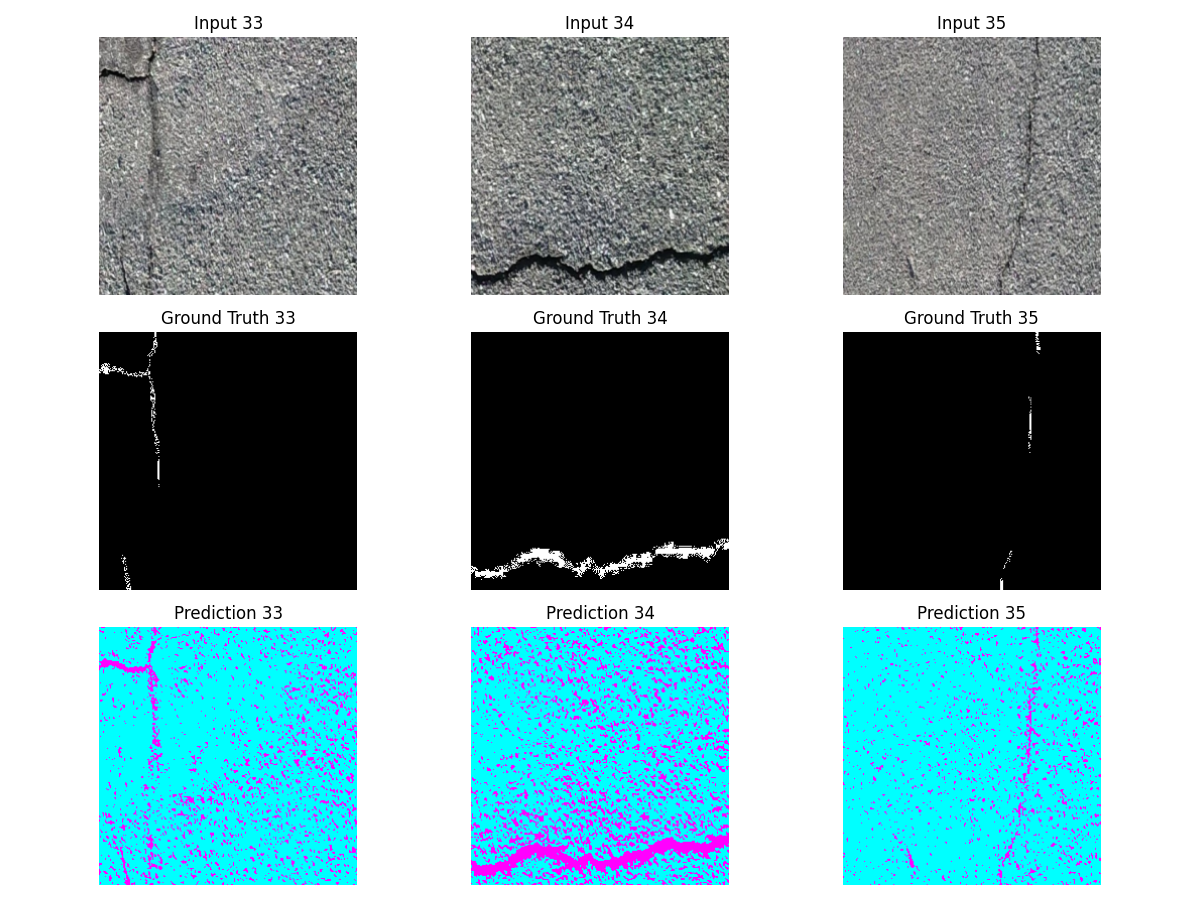 Input 33
Input 34
Input 35
Ground Truth 33
Ground Truth 34
Ground Truth 35
Prediction 33
Prediction 34
Prediction 35